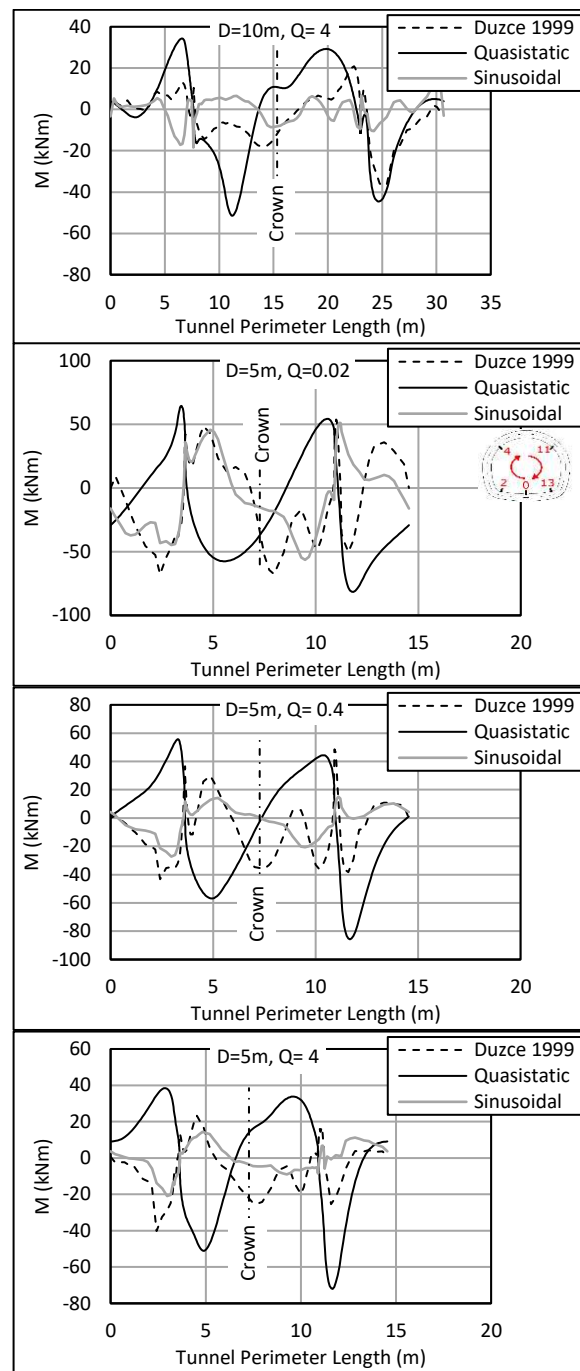 D=10m, Q= 4
Duzce 1999
Quasistatic
Sinusoidal
40
20
0
-20
-40
-60
-80
M (kNm)
Crown
0 5 10 15 20 25 30 35
Tunnel Perimeter Length (m)
D=5m, Q=0.02
Duzce 1999
Quasistatic
Sinusoidal
100
50
0
-50
-100
M (kNm)
Crown
4 11
2 0 13
0 5 10 15 20
Tunnel Perimeter Length (m)
D=5m, Q= 0.4
Duzce 1999
Quasistatic
Sinusoidal
80
60
40
20
0
-20
-40
-60
-80
-100
M (kNm)
Crown
0 5 10 15 20
Tunnel Perimeter Length (m)
D=5m, Q= 4
Duzce 1999
Quasistatic
Sinusoidal
60
40
20
0
-20
-40
-60
-80
M (kNm)
Crown
0 5 10 15 20
Tunnel Perimeter Length (m)